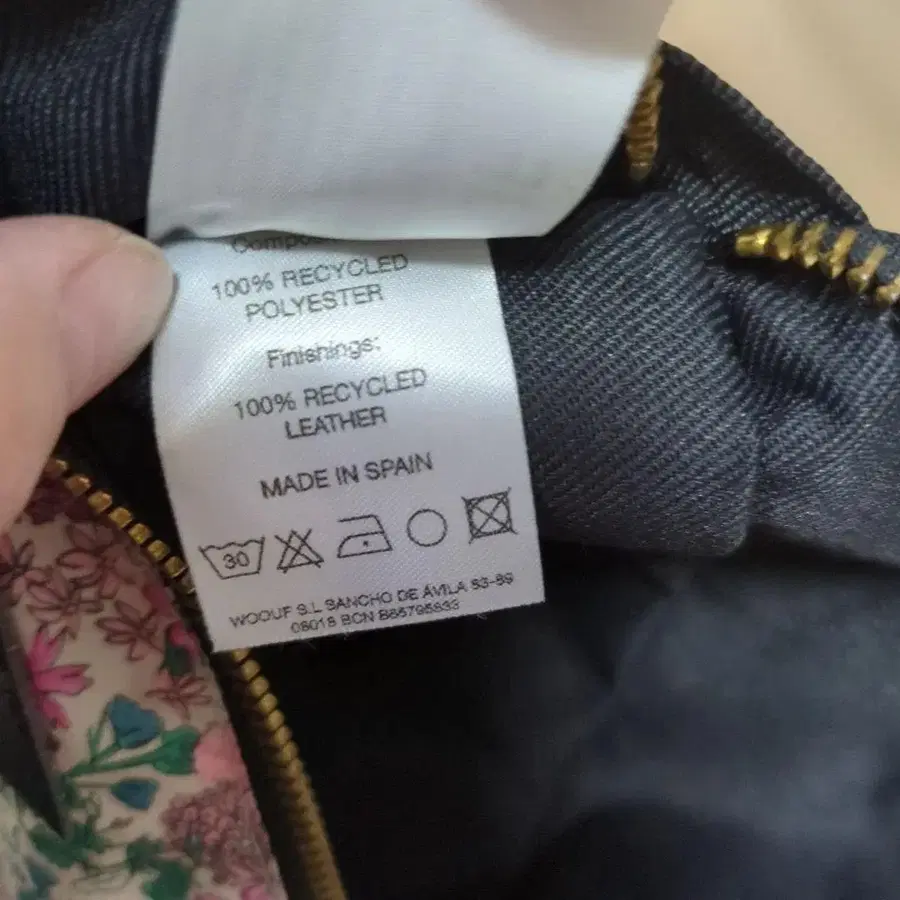 100% RECYCLED
POLYESTER
Finishings:
100% RECYCLED
LEATHER
MADE IN SPAIN
30
WOOUF S.L SANCHO DE ÁVILA 83-89
08018 BCN B65795833